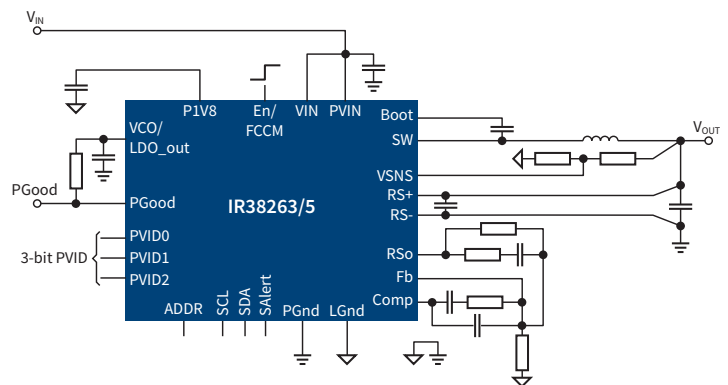 VIN
P1V8
En/
FCCM
VIN
PVIN
Boot
VCO/
LDO_out
SW
VOUT
VSNS
PGood
PGood
IR38263/5
RS+
RS-
3-bit PVID
PVID0
PVID1
PVID2
RSo
Fb
Comp
ADDR
SCL
SDA
SAlert
PGnd
LGnd